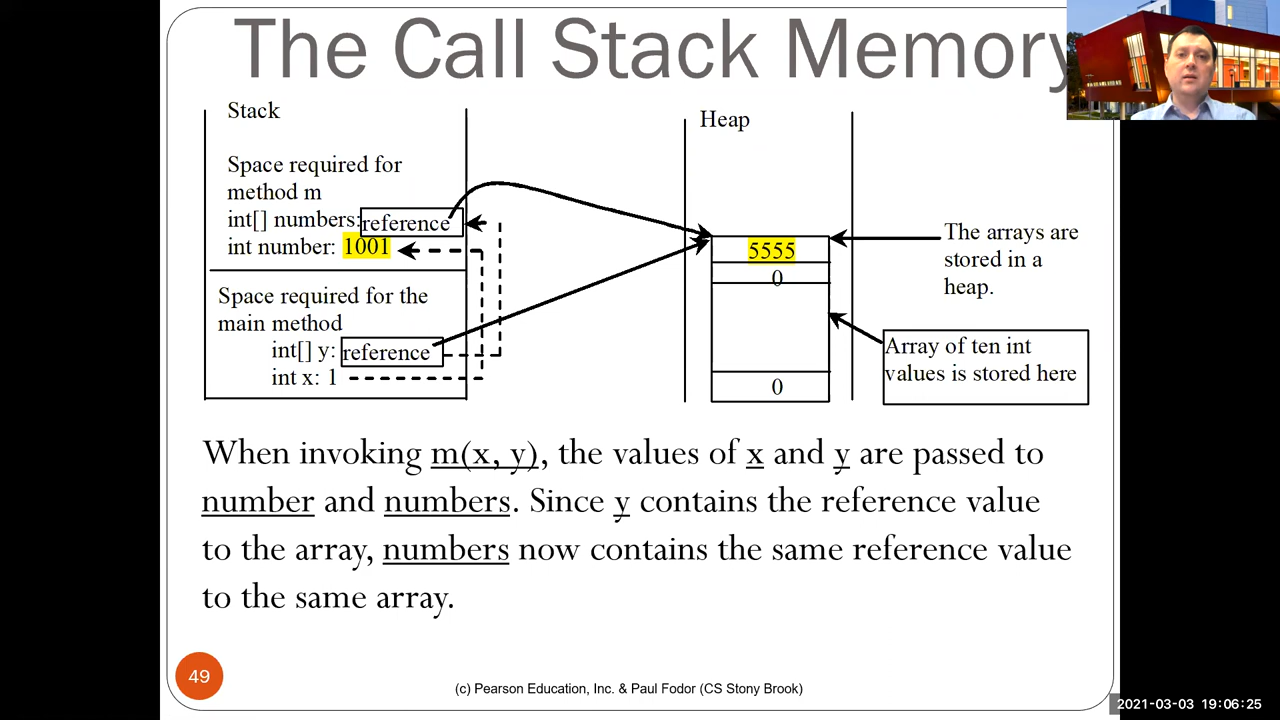 The Call Stack Memory
Stack
Space required for
method m
int[] numbers: reference
int number: 1001
Space required for the
main method
int[] y: reference
int x: 1
Heap
5555
0
0
The arrays are
stored in a
heap.
Array of ten int
values is stored here
When invoking m(x, y), the values of x and y are passed to
number and numbers. Since y contains the reference value
to the array, numbers now contains the same reference value
to the same array.
49
(c) Pearson Education, Inc. & Paul Fodor (CS Stony Brook)
2021-03-03 19:06:25